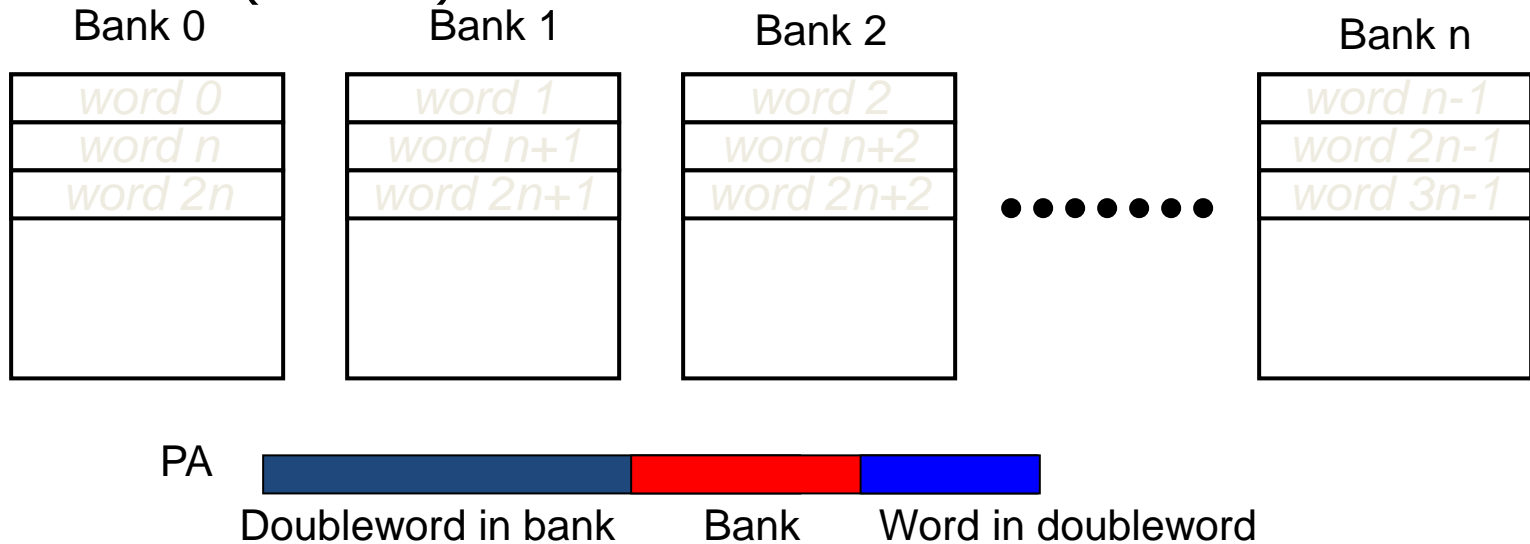 Bank 0 Bank 1 Bank 2 Bank n
word 0 word 1 word 2 word n-1
word n word n+1 word n+2 word 2n-1
word 2n word 2n+1 word 2n+2 word 3n-1
PA
Doubleword in bank Bank Word in doubleword